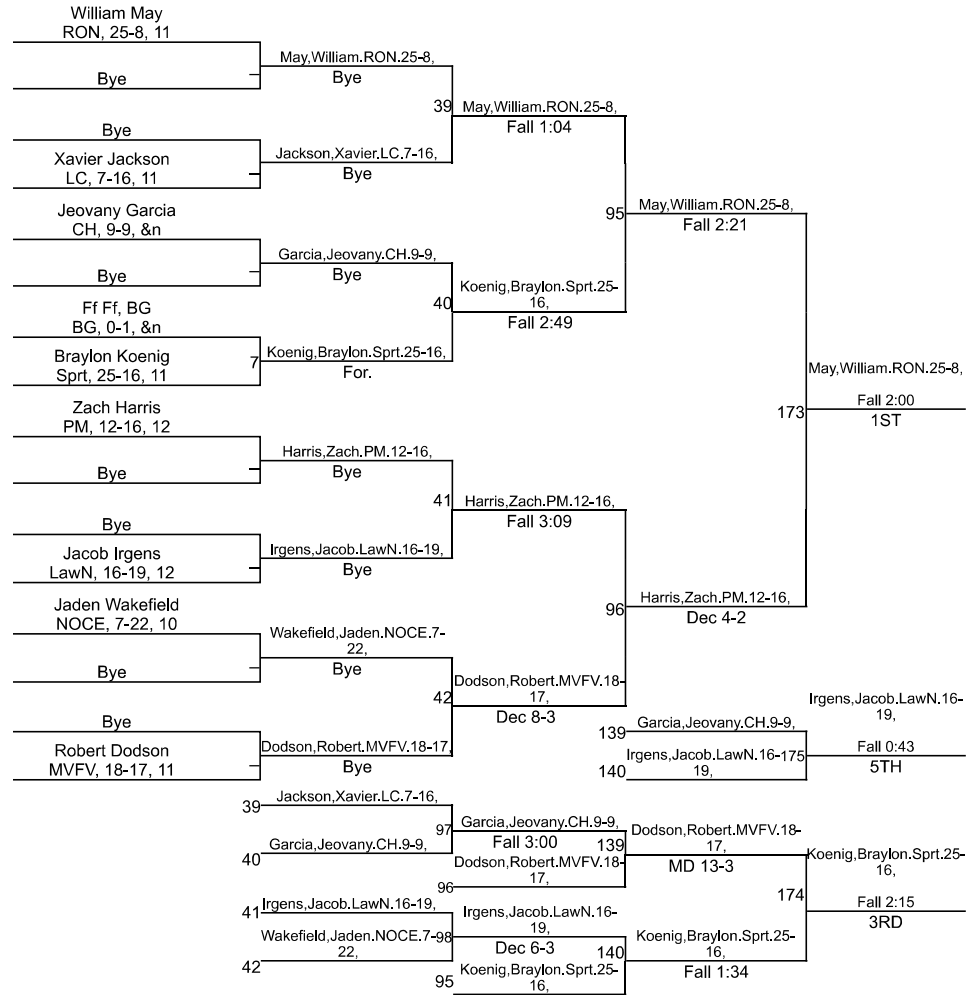 William May
RON, 25-8, 11
Bye
May,William.RON.25-8,
Bye
Bye
Xavier Jackson
LC, 7-16, 11
Jackson,Xavier.LC.7-16,
Bye
39
May,William.RON.25-8,
Fall 1:04
Jeovany Garcia
CH, 9-9, &n
Bye
Garcia,Jeovany.CH.9-9,
Bye
Ff Ff, BG
BG, 0-1, &n
Braylon Koenig
Sprt, 25-16, 11
7
Koenig,Braylon.Sprt.25-16,
For.
40
Koenig,Braylon.Sprt.25-
16,
Fall 2:49
95
May,William.RON.25-8,
Fall 2:21
Zach Harris
PM, 12-16, 12
Bye
Harris,Zach.PM.12-16,
Bye
Bye
Jacob Irgens
LawN, 16-19, 12
Irgens,Jacob.LawN.16-19,
Bye
41
Harris,Zach.PM.12-16,
Fall 3:09
Jaden Wakefield
NOCE, 7-22, 10
Bye
Wakefield,Jaden.NOCE.7-
22,
Bye
Bye
Robert Dodson
MVFV, 18-17, 11
Dodson,Robert.MVFV.18-17,
Bye
42
Dodson,Robert.MVFV.18-
17,
Dec 8-3
96
Harris,Zach.PM.12-16,
Dec 4-2
173
May,William.RON.25-8,
Fall 2:00
1ST
139
Garcia,Jeovany.CH.9-9,
140
Irgens,Jacob.LawN.16-
19,
175
Irgens,Jacob.LawN.16-
19,
Fall 0:43
5TH
39
Jackson,Xavier.LC.7-16,
40
Garcia,Jeovany.CH.9-9,
97
Garcia,Jeovany.CH.9-9,
Fall 3:00
96
Dodson,Robert.MVFV.18-
17,
139
Dodson,Robert.MVFV.18-
17,
MD 13-3
41
Irgens,Jacob.LawN.16-19,
42
Wakefield,Jaden.NOCE.7-
22,
98
Irgens,Jacob.LawN.16-
19,
Dec 6-3
95
Koenig,Braylon.Sprt.25-
16,
140
Koenig,Braylon.Sprt.25-
16,
Fall 1:34
174
Koenig,Braylon.Sprt.25-
16,
Fall 2:15
3RD